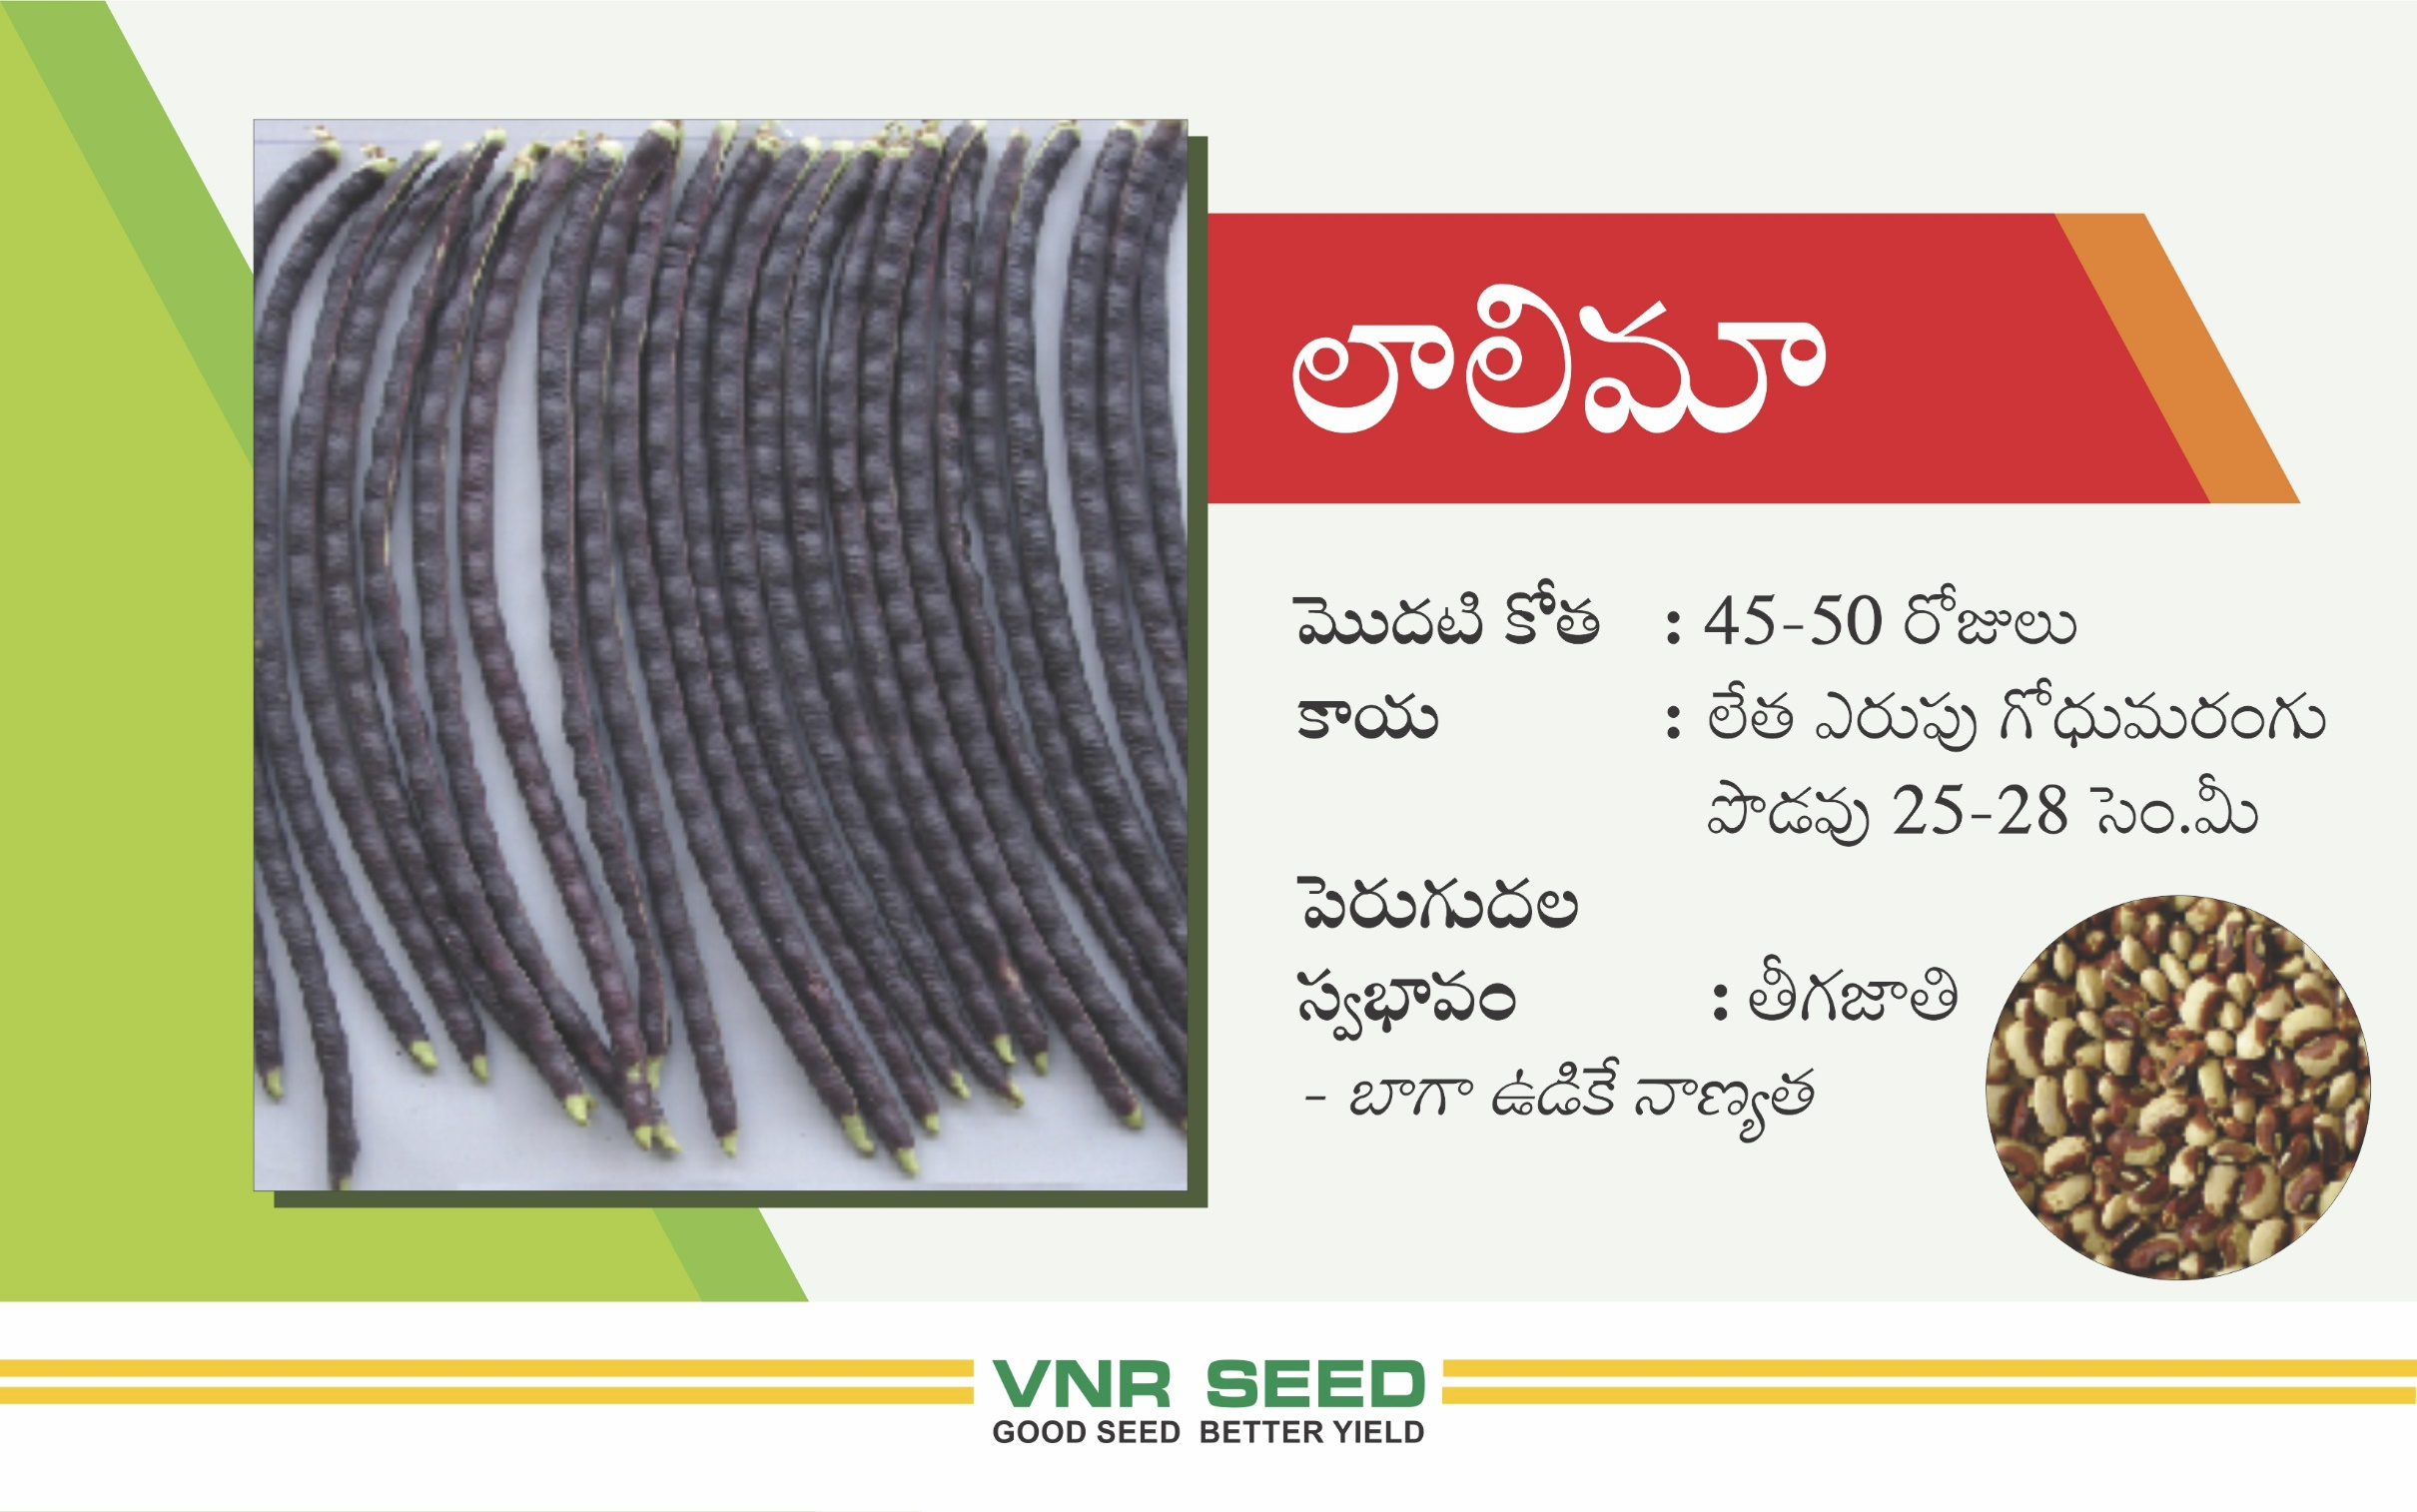 లాలిమా
మొదటి కోత : 45-50 రోజులు
కాయ : లేత ఎరుపు గోధుమరంగు
పొడవు 25-28 సెం.మీ
పెరుగుదల
స్వభావం : తీగజాతి
- బాగా ఉడికే నాణ్యత
VNR SEED
GOOD SEED BETTER YIELD